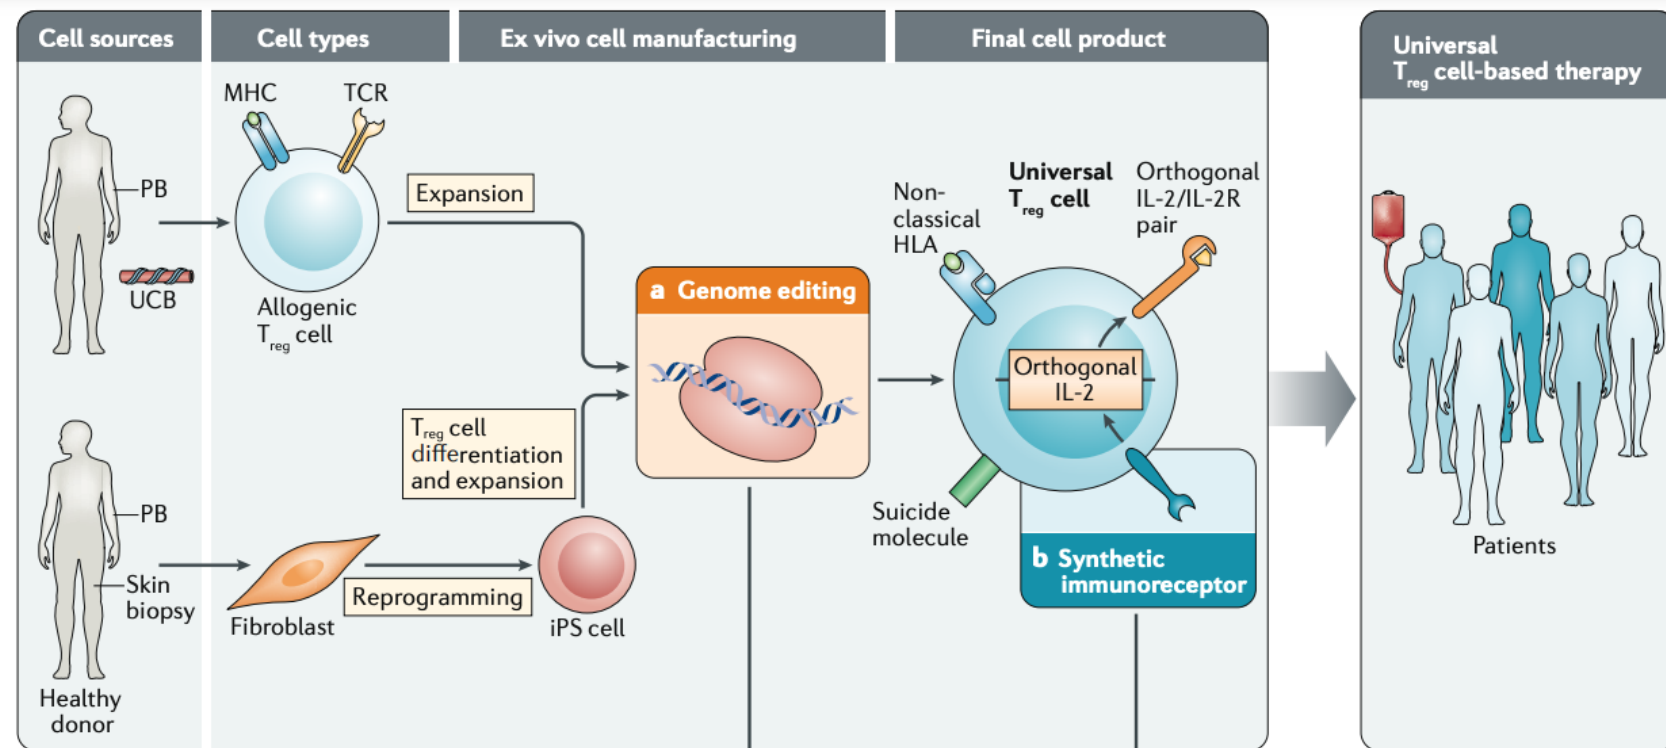 Cell sources
Cell types
Ex vivo cell manufacturing
Final cell product
Universal
Treg cell-based therapy
MHC
TCR
PB
UCB
Allogenic
Treg cell
Expansion
a Genome editing
Non-
classical
HLA
Universal
Treg cell
Orthogonal
IL-2/IL-2R
pair
Orthogonal
IL-2
Suicide
molecule
b Synthetic
immunoreceptor
Treg cell
differentiation
and expansion
PB
Skin
biopsy
Healthy
donor
Fibroblast
Reprogramming
iPS cell
Patients